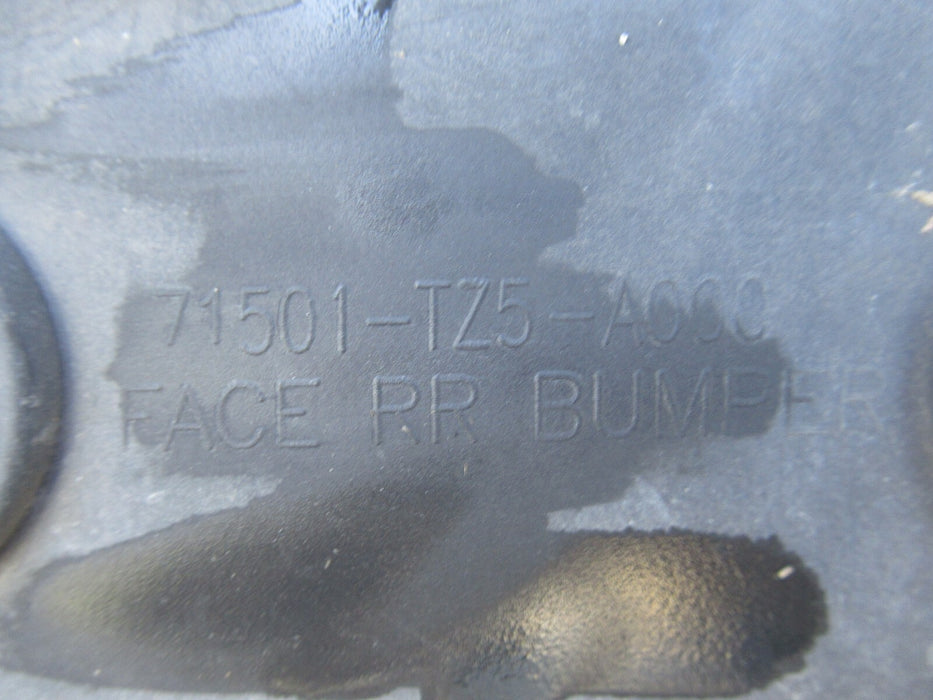 71501-TZ5-A000
FACE RR BUMPER